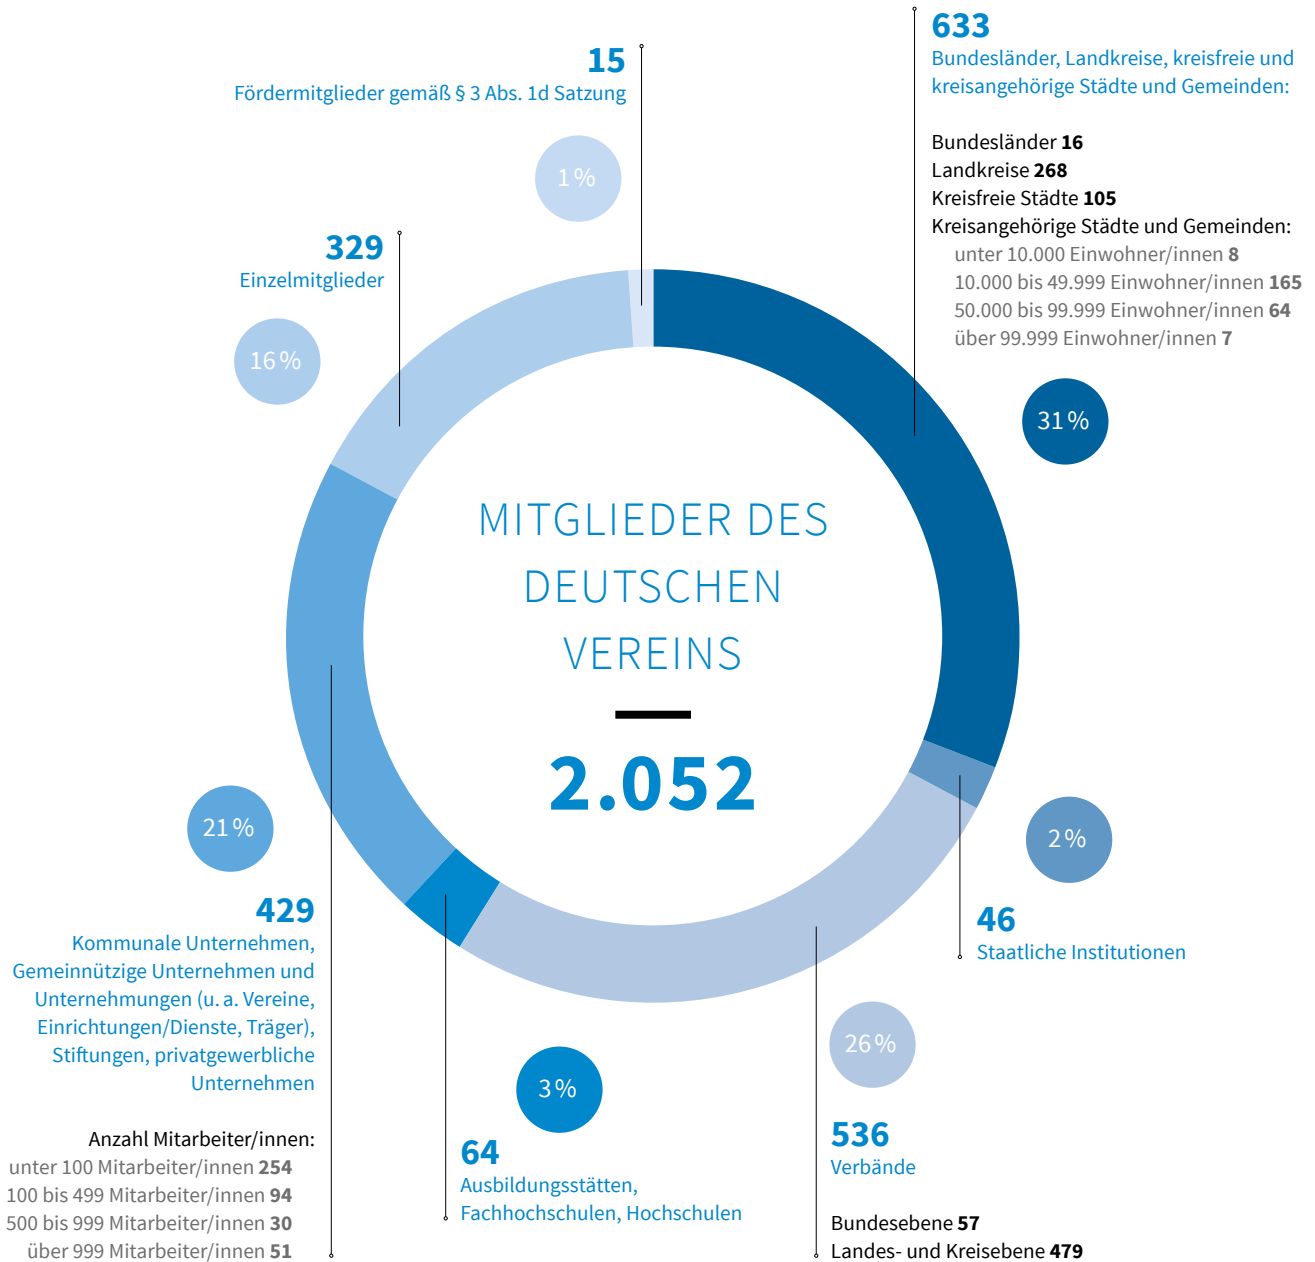 15
Fördermitglieder gemäß § 3 Abs. 1d Satzung
1 %
633
Bundesländer, Landkreise, kreisfreie und
kreisangehörige Städte und Gemeinden:
Bundesländer 16
Landkreise 268
Kreisfreie Städte 105
Kreisangehörige Städte und Gemeinden:
unter 10.000 Einwohner/innen 8
10.000 bis 49.999 Einwohner/innen 165
50.000 bis 99.999 Einwohner/innen 64
über 99.999 Einwohner/innen 7
31 %
329
Einzelmitglieder
16 %
MITGLIEDER DES
DEUTSCHEN
VEREINS
2.052
21 %
429
Kommunale Unternehmen,
Gemeinnützige Unternehmen und
Unternehmungen (u. a. Vereine,
Einrichtungen/Dienste, Träger),
Stiftungen, privatgewerbliche
Unternehmen
Anzahl Mitarbeiter/innen:
unter 100 Mitarbeiter/innen 254
100 bis 499 Mitarbeiter/innen 94
500 bis 999 Mitarbeiter/innen 30
über 999 Mitarbeiter/innen 51
2 %
46
Staatliche Institutionen
3 %
64
Ausbildungsstätten,
Fachhochschulen, Hochschulen
26 %
536
Verbände
Bundesebene 57
Landes- und Kreisebene 479